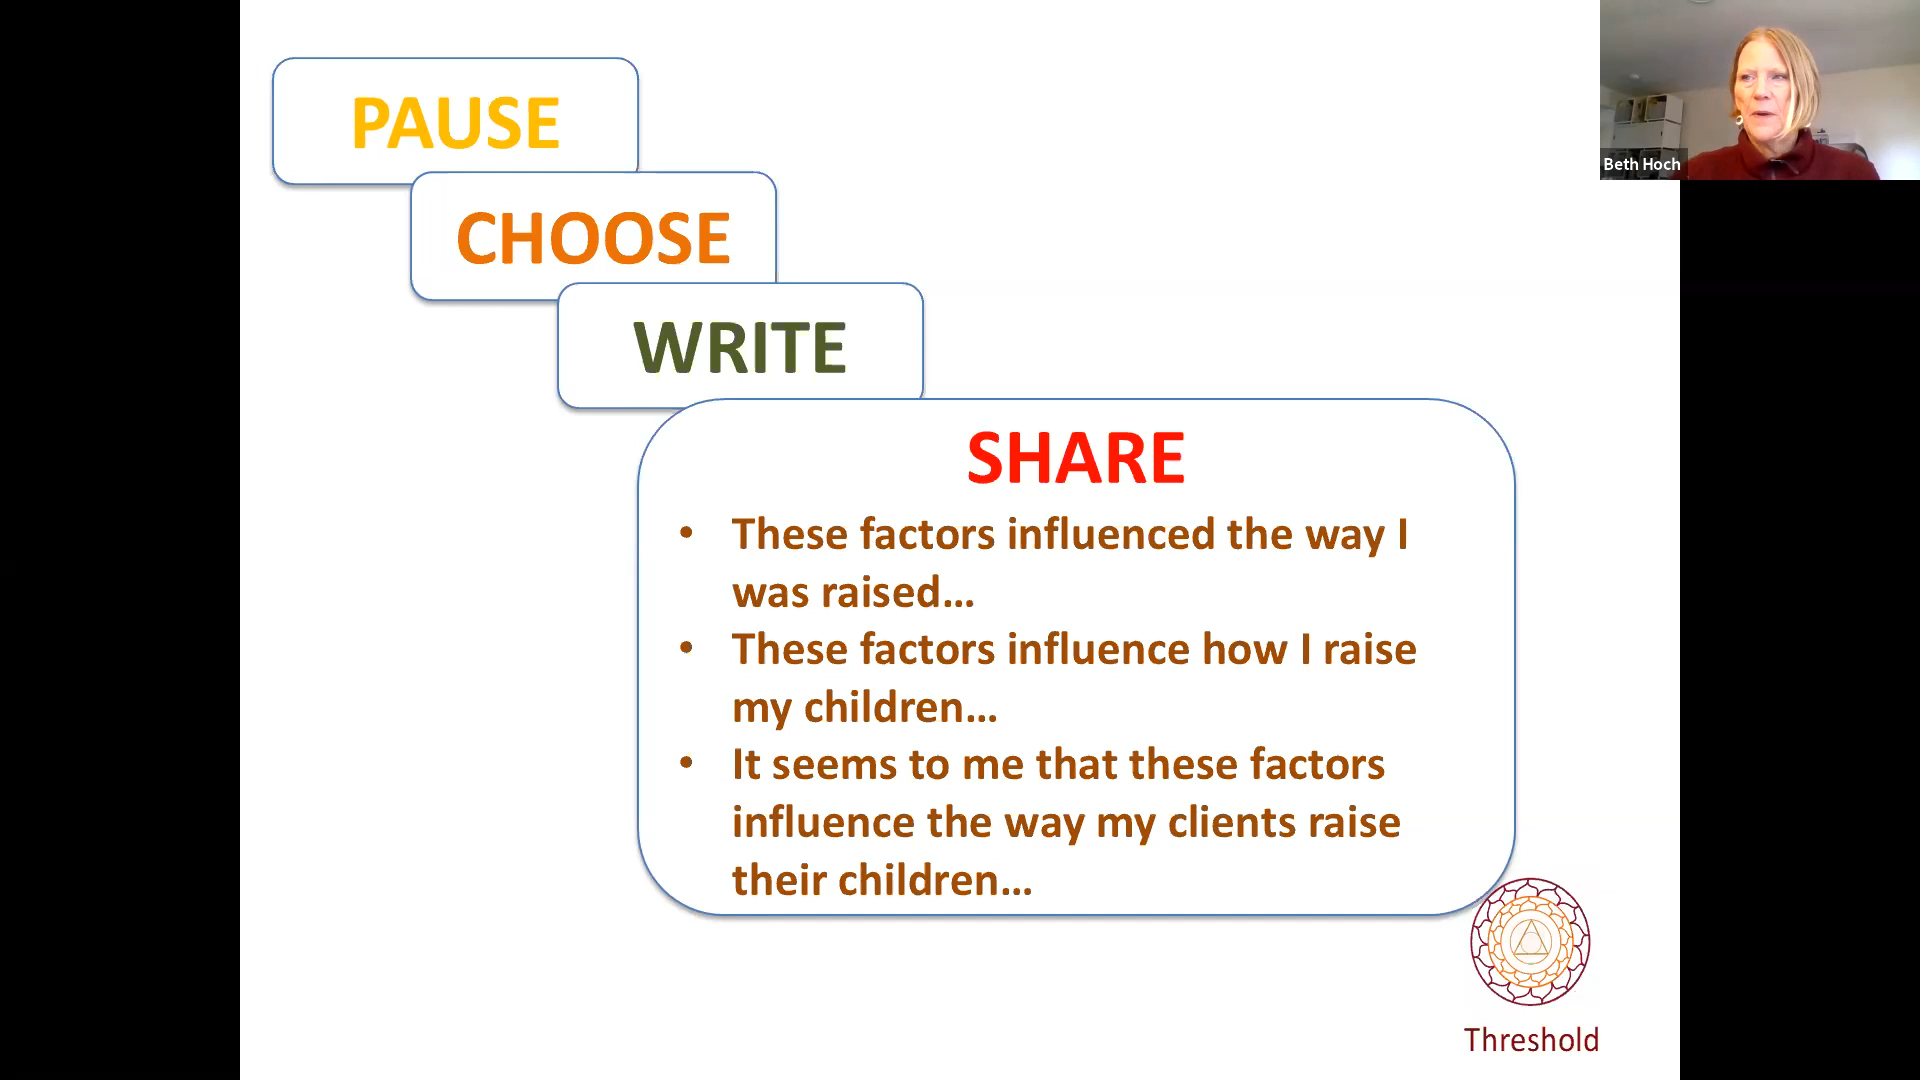 PAUSE
CHOOSE
WRITE
SHARE
• These factors influenced the way I
was raised...
• These factors influence how I raise
my children...
• It seems to me that these factors
influence the way my clients raise
their children...
Threshold
Beth Hoch